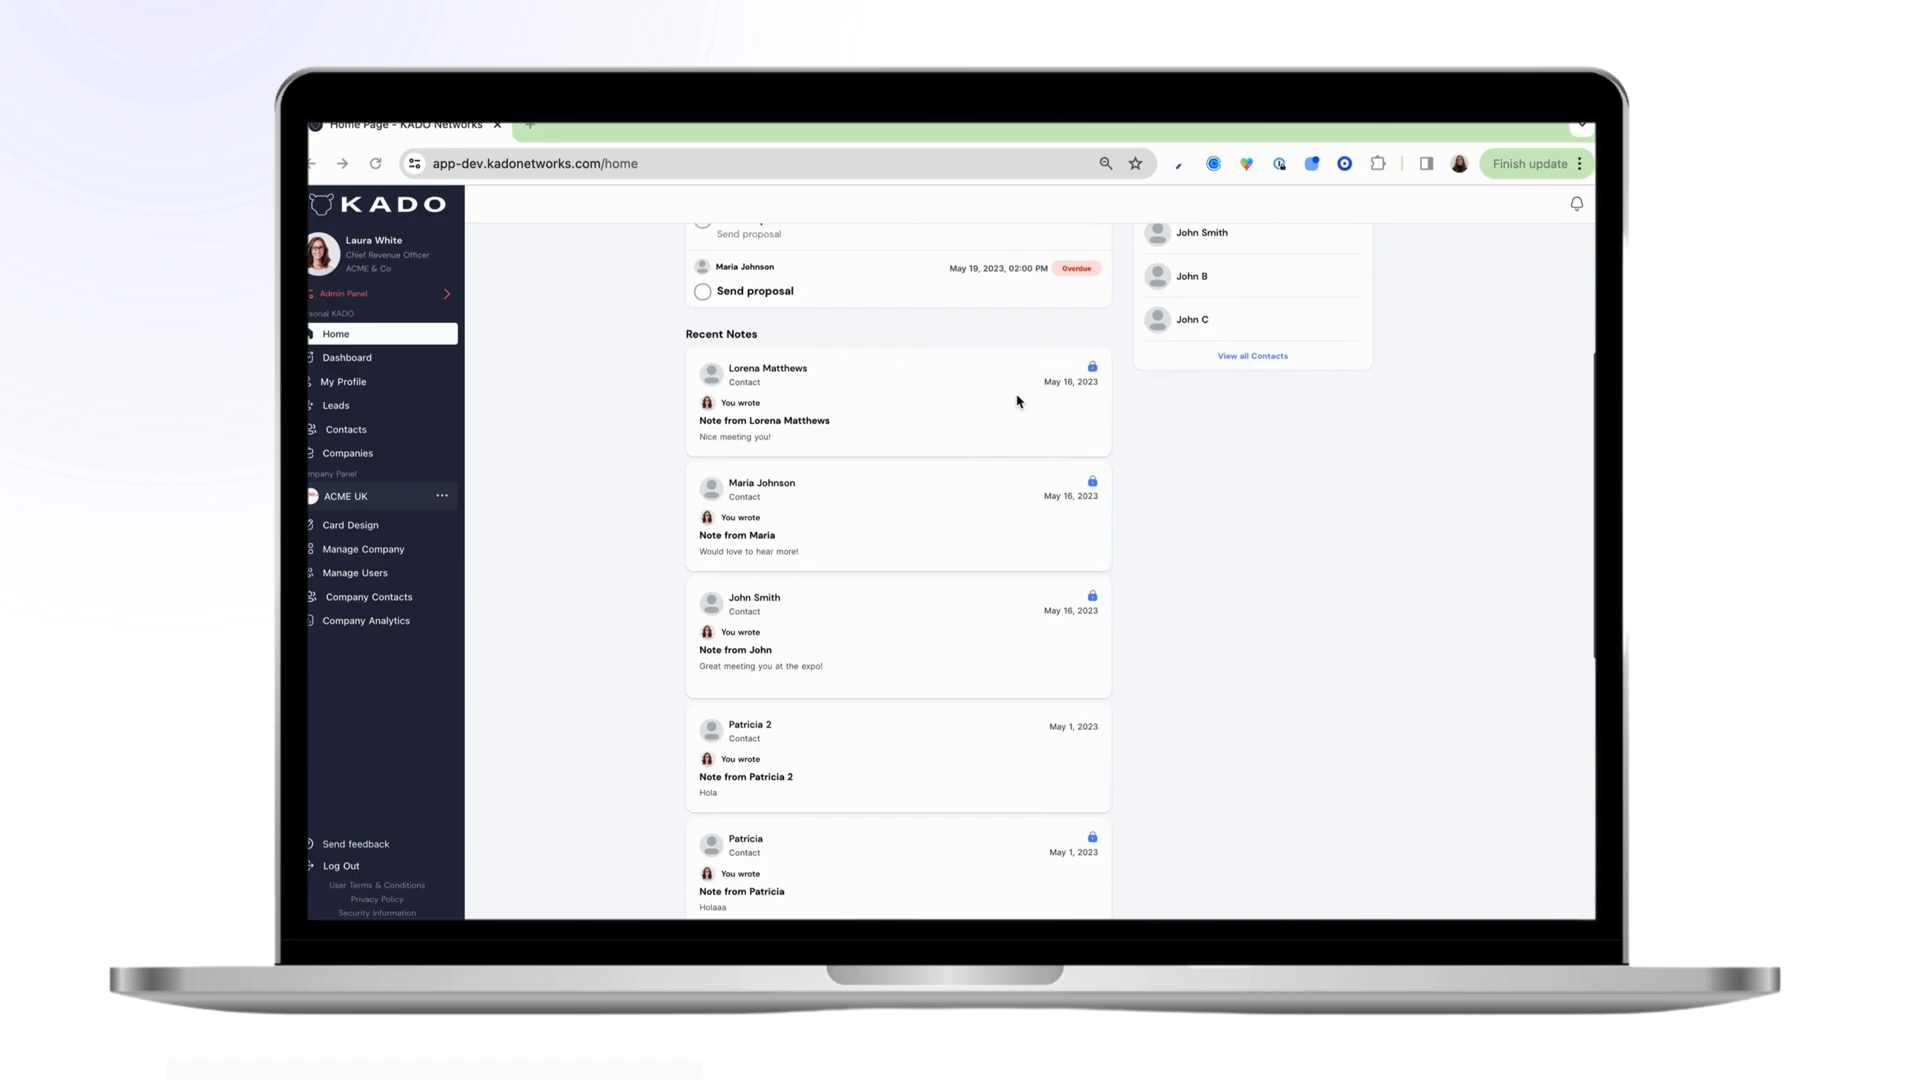 Home Page - KADO Networks
app-dev.kadonetworks.com/home
Finish update
KADO
Laura White
Chief Revenue Officer
ACME & Co
Admin Panel
sonal KADO
Home
Dashboard
My Profile
Leads
Contacts
Companies
mpany Panel
ACME UK
Card Design
Manage Company
Manage Users
Company Contacts
Company Analytics
Send feedback
Log Out
User Terms & Conditions
Privacy Policy
Security Information
Send proposal
Maria Johnson
May 19, 2023, 02:00 PM Overdue
Send proposal
Recent Notes
Lorena Matthews
Contact
May 16, 2023
You wrote
Note from Lorena Matthews
Nice meeting you!
Maria Johnson
Contact
May 16, 2023
You wrote
Note from Maria
Would love to hear more!
John Smith
Contact
May 16, 2023
You wrote
Note from John
Great meeting you at the expo!
Patricia 2
Contact
May 1, 2023
You wrote
Note from Patricia 2
Hola
Patricia
Contact
May 1, 2023
You wrote
Note from Patricia
Holaaa
John Smith
John B
John C
View all Contacts